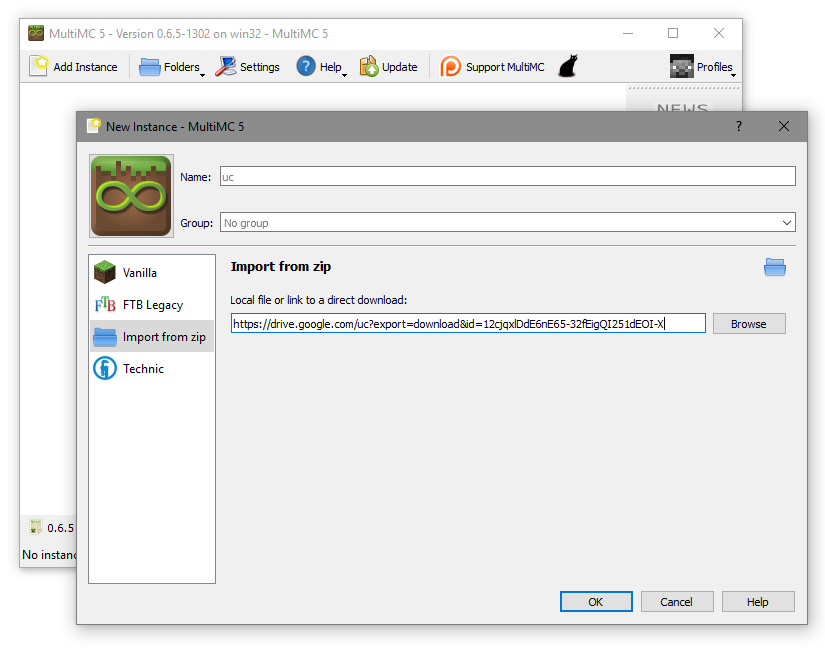 MultiMC 5 - Version 0.6.5-1302 on win32 - MultiMC 5
Add Instance Folders Settings ? Help Update Support MultiMC Profiles
NEWS
New Instance - MultiMC 5 ?
Name: uc
Group: No group
Vanilla
FTB FTB Legacy
Import from zip
Technic
Import from zip
Local file or link to a direct download:
https://drive.google.com/uc?export=download&id=12cjqxlDdE6nE65-32fEigQI251dEOI-X Browse
0.6.5
No instanc
OK Cancel Help